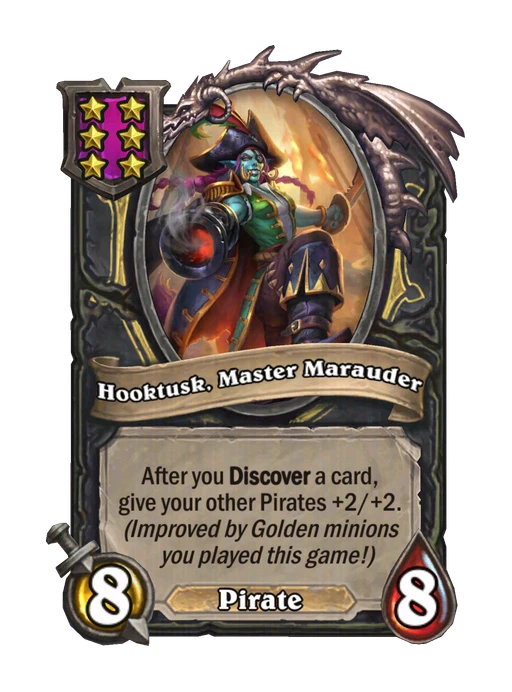 Hooktusk, Master Marauder
After you Discover a card,
give your other Pirates +2/+2.
(Improved by Golden minions
you played this game!)
8
Pirate
8